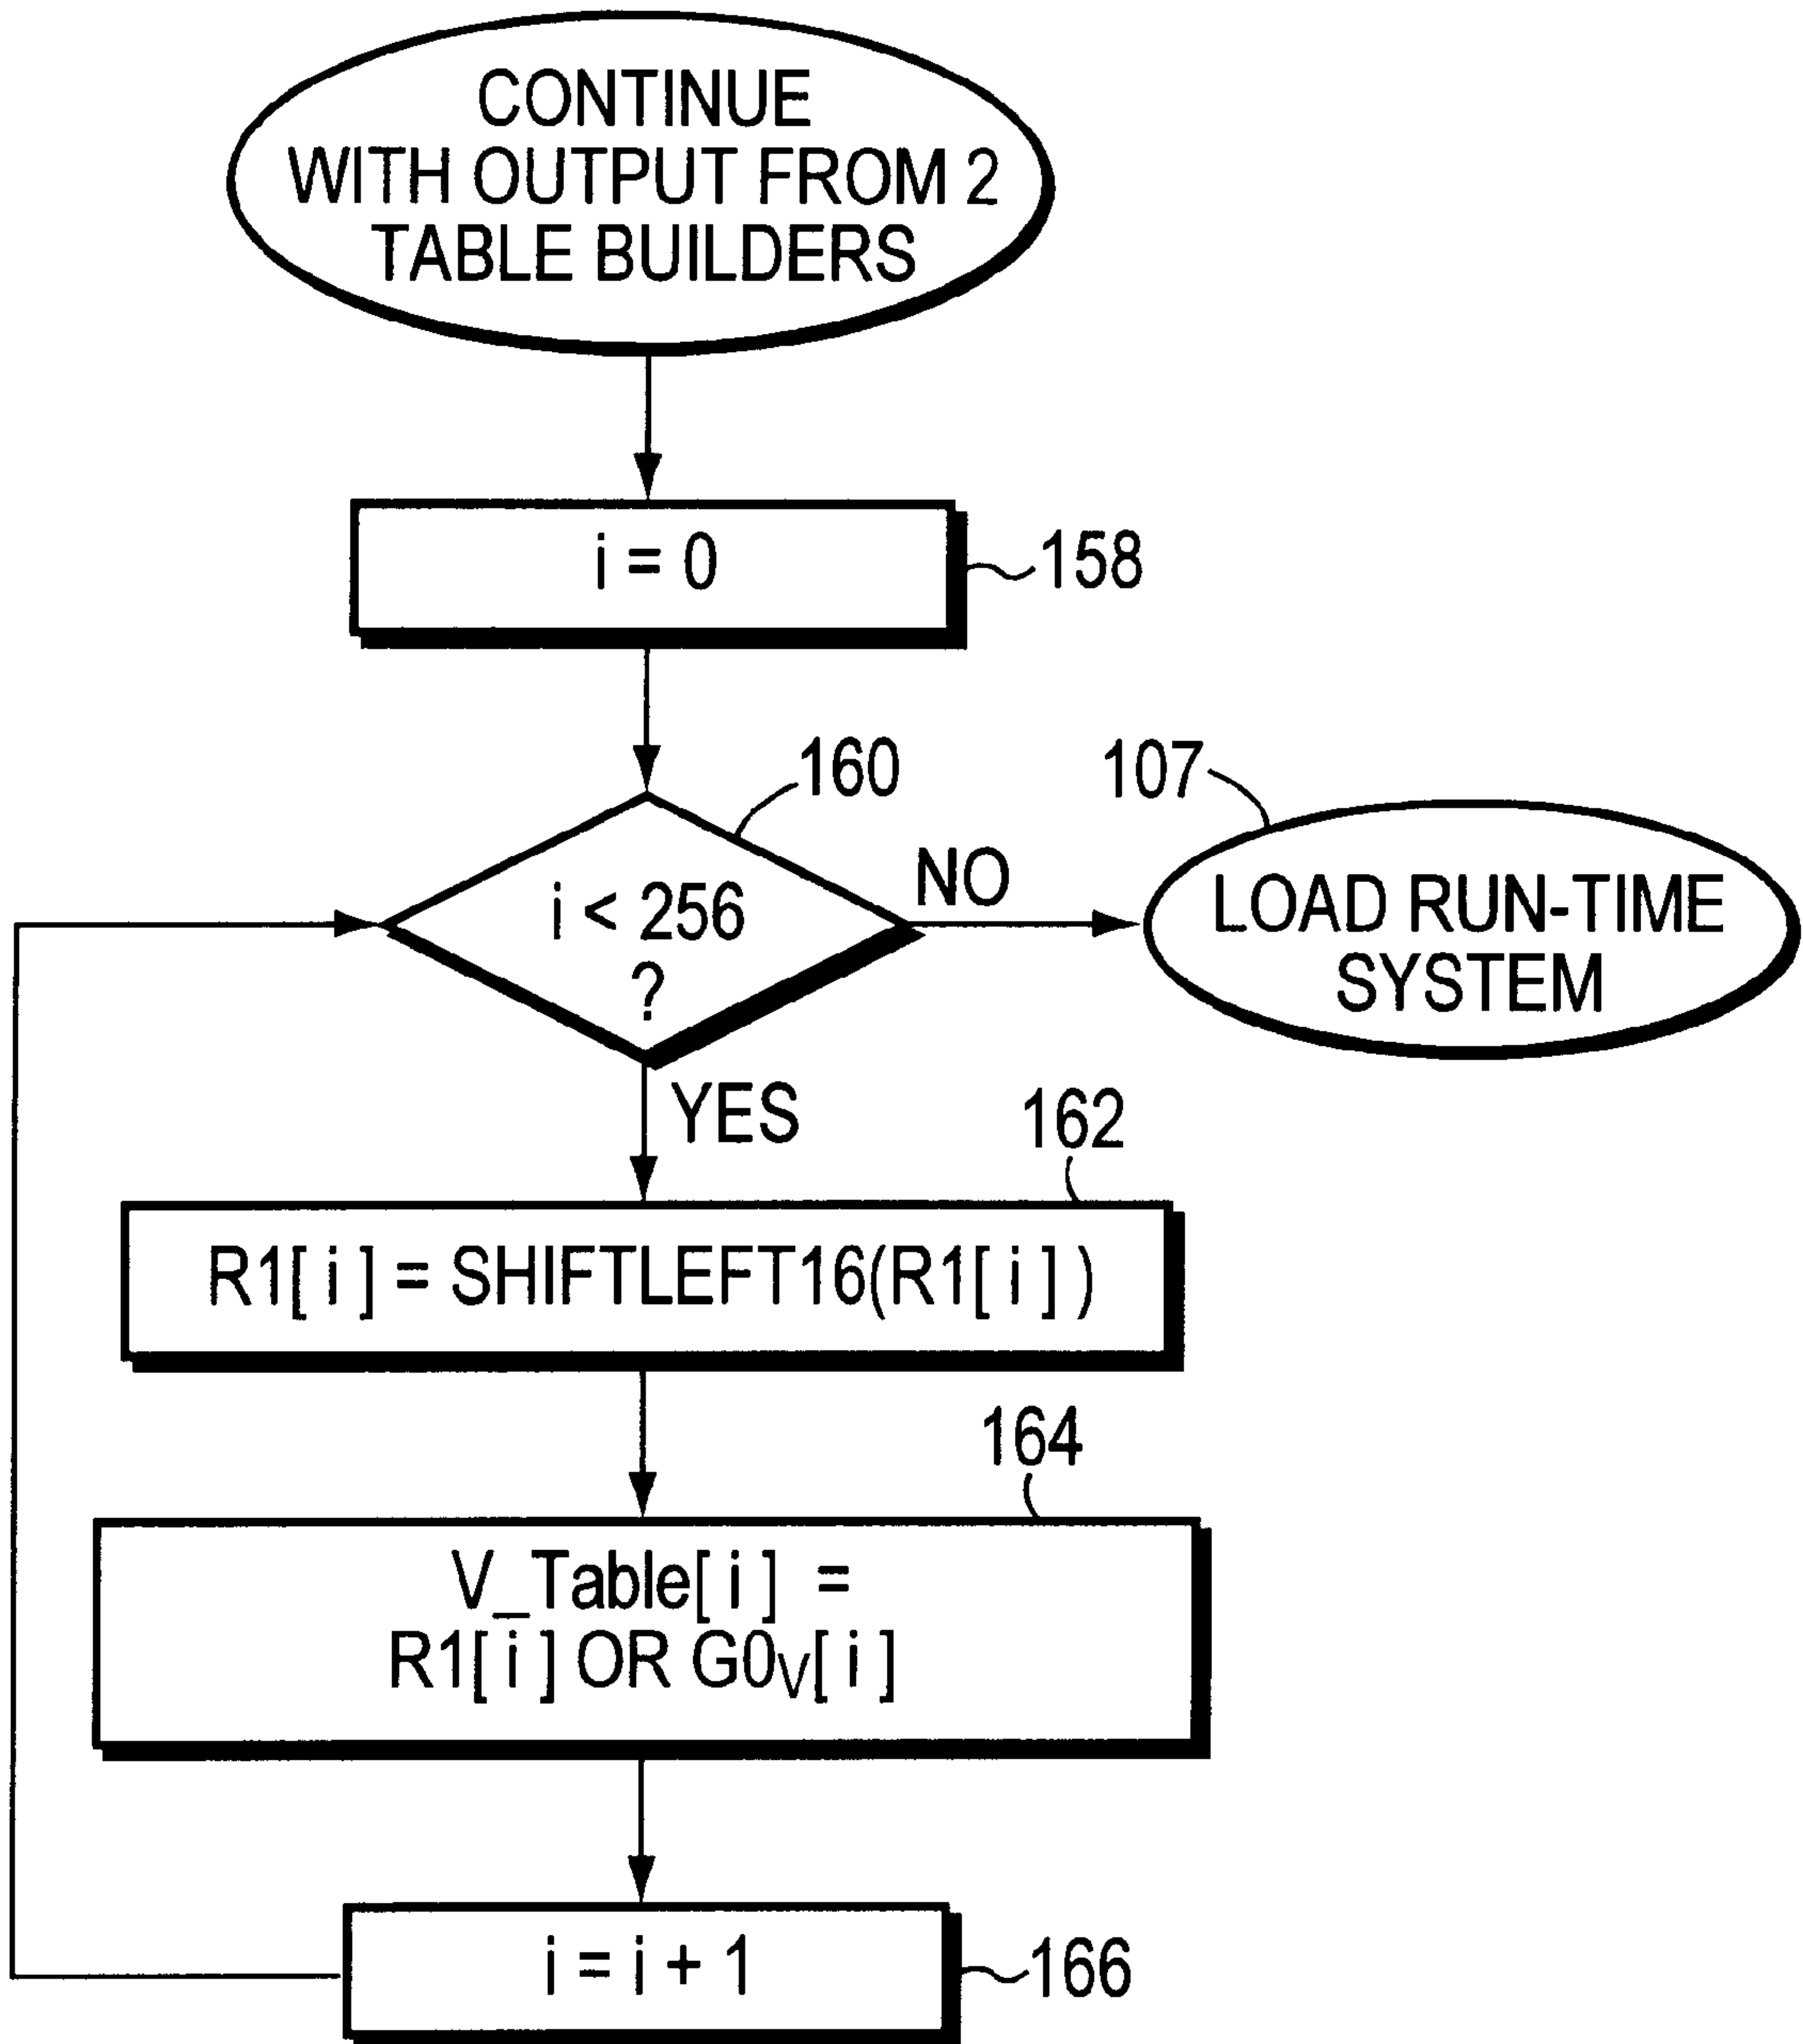 CONTINUE
WITH OUTPUT FROM 2
TABLE BUILDERS
i = 0
158
160
107
i < 256
?
NO
LOAD RUN-TIME
SYSTEM
YES
162
R1[ i ] = SHIFTLEFT16(R1[ i ] )
164
V_Table[ i ] =
R1[ i ] OR G0V[ i ]
i = i + 1
166